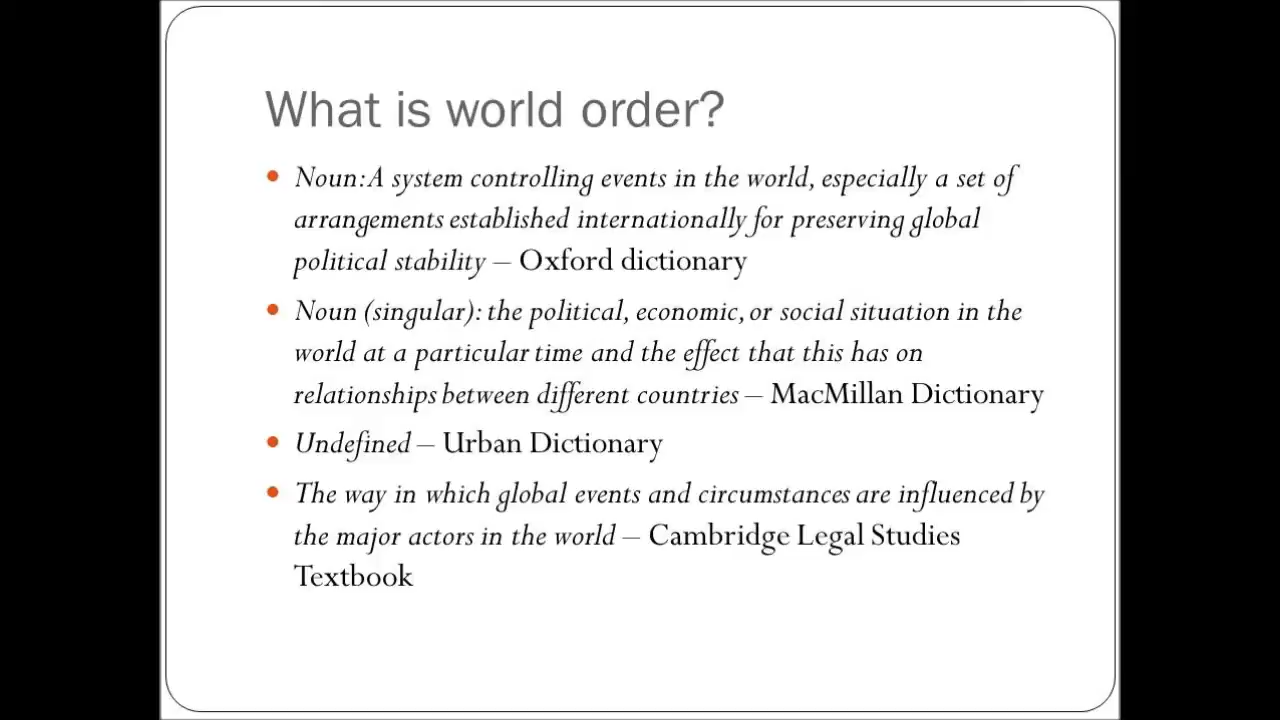 What is world order?
Noun: A system controlling events in the world, especially a set of
arrangements established internationally for preserving global
political stability – Oxford dictionary
Noun (singular): the political, economic, or social situation in the
world at a particular time and the effect that this has on
relationships between different countries – MacMillan Dictionary
Undefined – Urban Dictionary
The way in which global events and circumstances are influenced by
the major actors in the world – Cambridge Legal Studies
Textbook